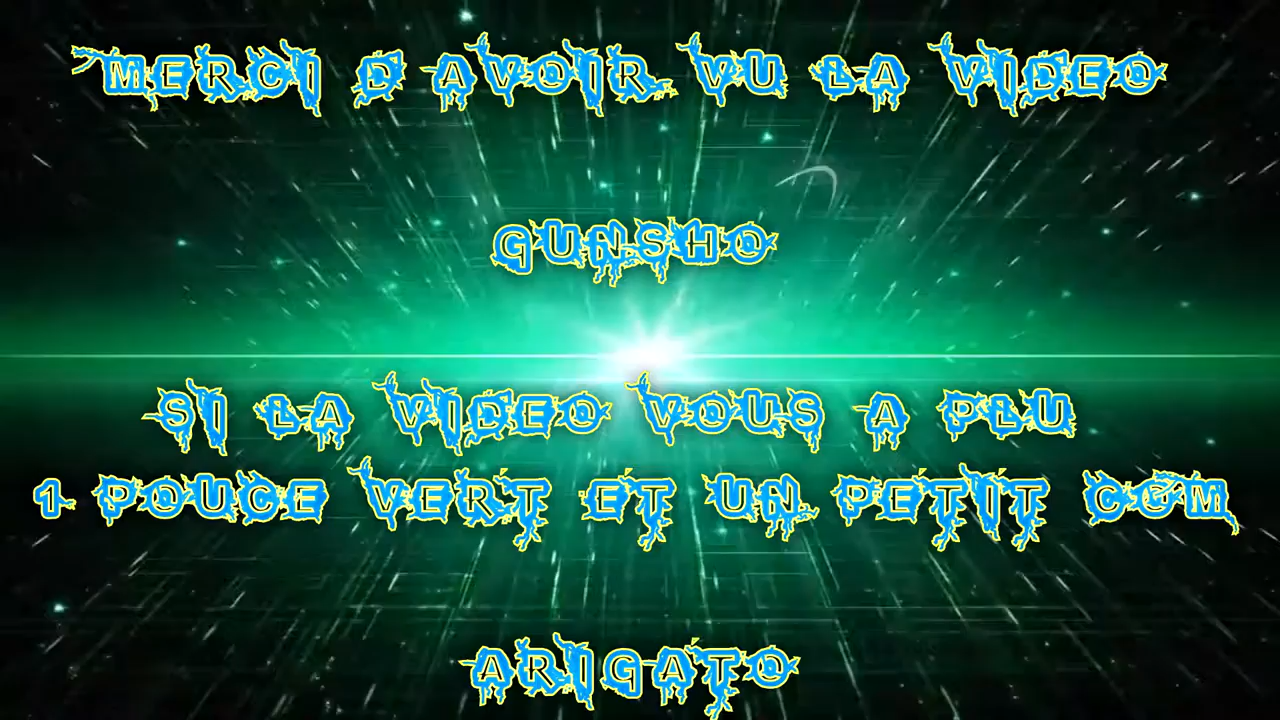 MERCI D AVOIR VU LA VIDEO
GUNSHO
SI LA VIDEO VOUS A PLU
1 POUCE VERT ET UN PETIT COM
ARIGATO